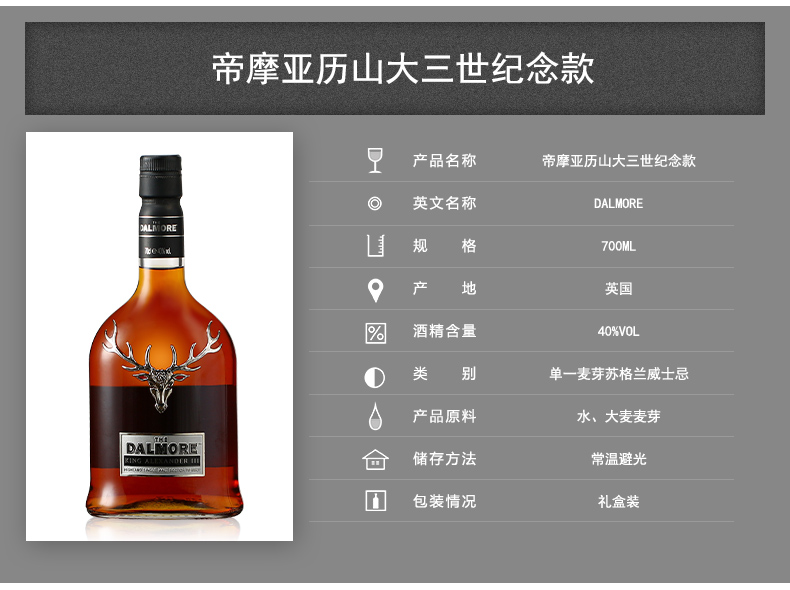 帝摩亚历山大三世纪念款
产品名称 帝摩亚历山大三世纪念款
英文名称 DALMORE
规 格 700ML
产 地 英国
酒精含量 40%VOL
类 别 单一麦芽苏格兰威士忌
产品原料 水、大麦麦芽
储存方法 常温避光
包装情况 礼盒装
THE
DALMORE
THE
DALMORE
KING ALEXANDER III